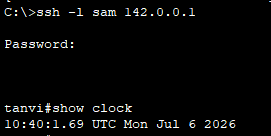 C:\>ssh -l sam 142.0.0.1
Password:
tanvi#show clock
10:40:1.69 UTC Mon Jul 6 2026